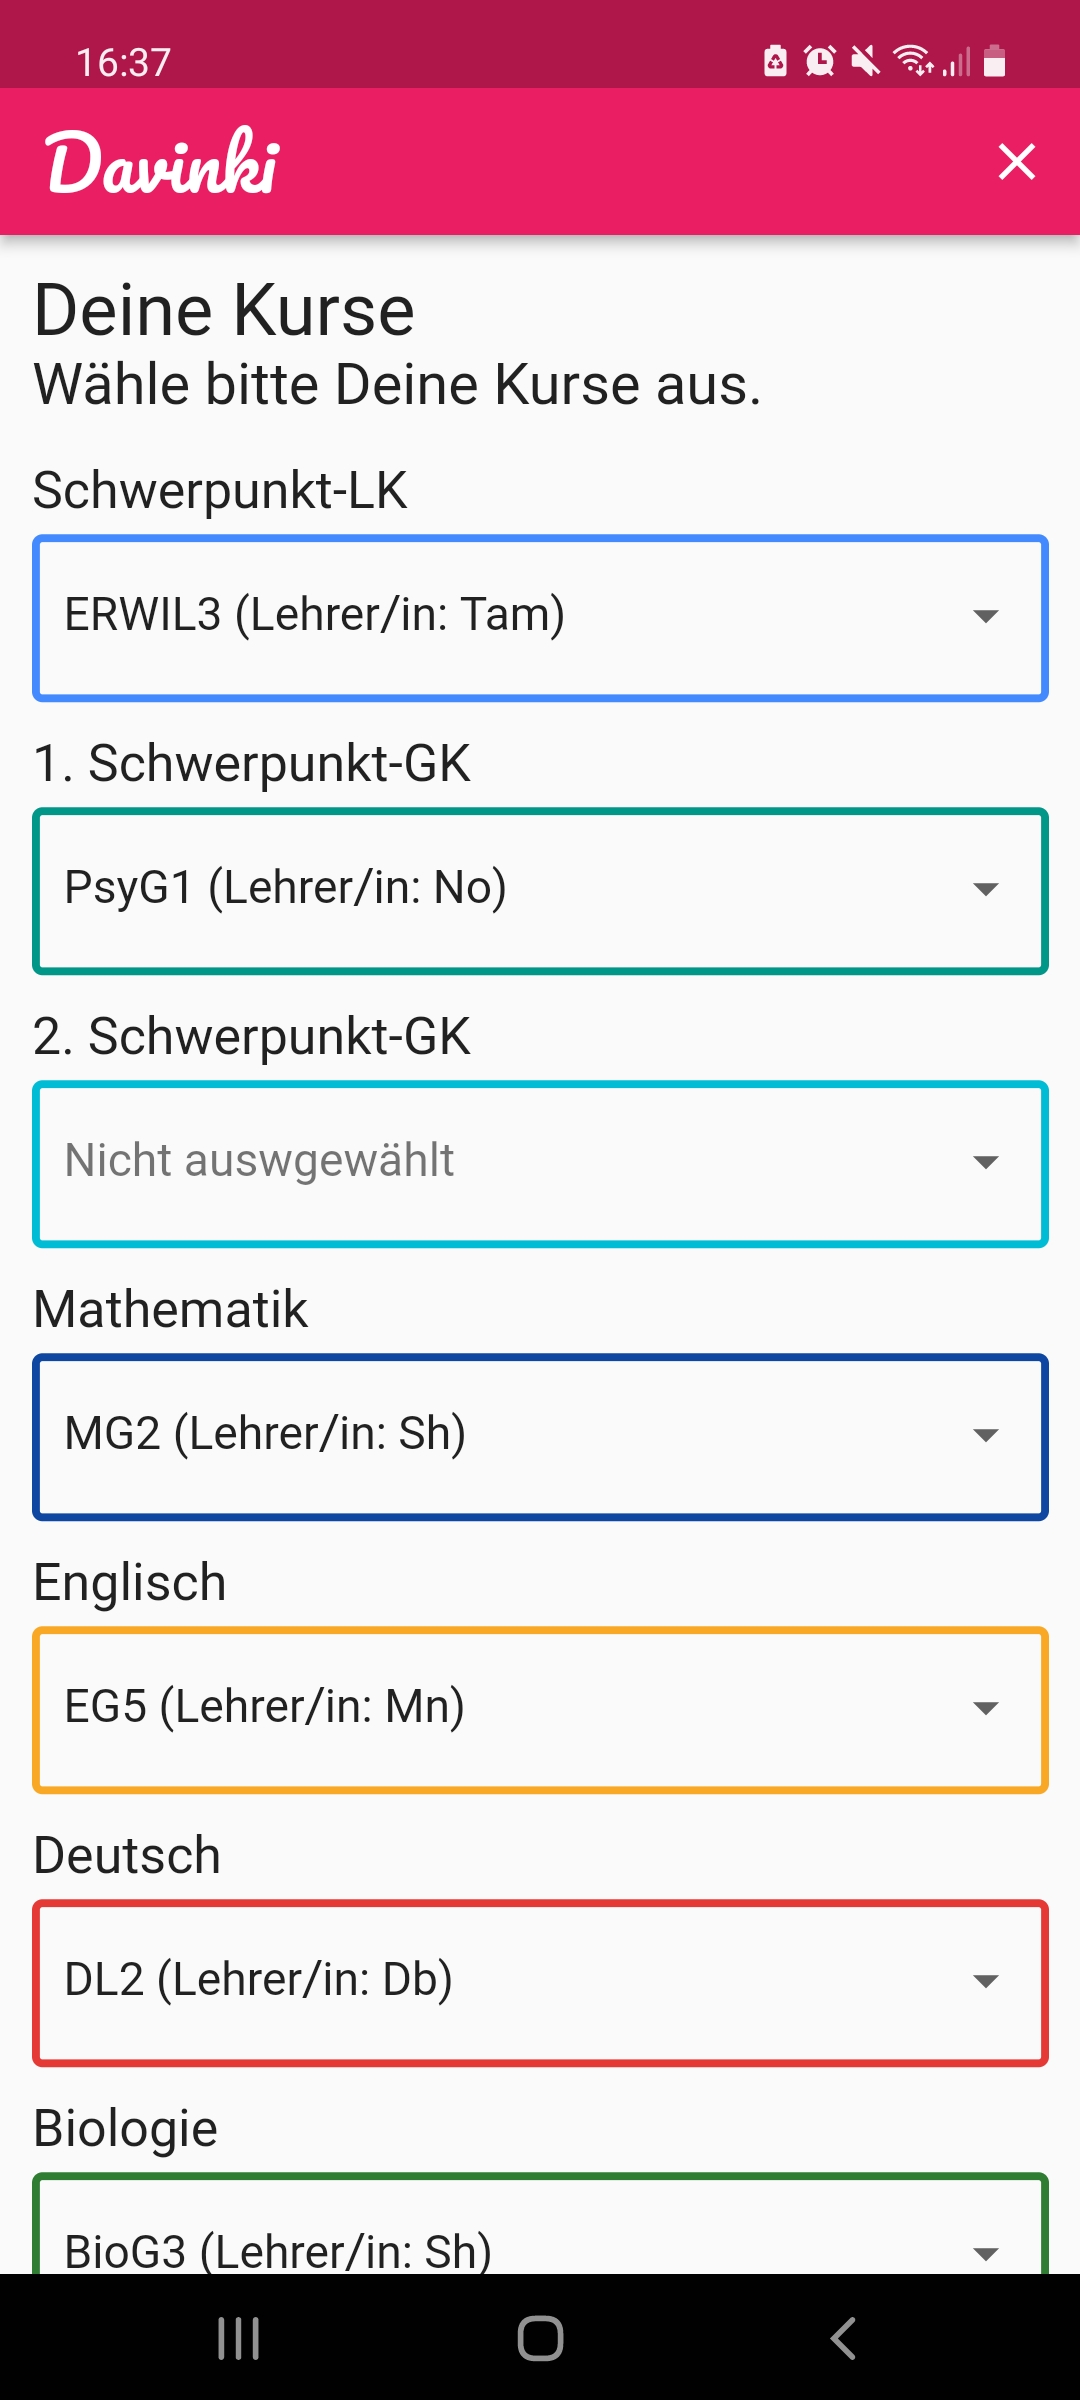 16:37
Davinki
Deine Kurse
Wähle bitte Deine Kurse aus.
Schwerpunkt-LK
ERWIL3 (Lehrer/in: Tam)
1. Schwerpunkt-GK
PsyG1 (Lehrer/in: No)
2. Schwerpunkt-GK
Nicht auswgewählt
Mathematik
MG2 (Lehrer/in: Sh)
Englisch
EG5 (Lehrer/in: Mn)
Deutsch
DL2 (Lehrer/in: Db)
Biologie
BioG3 (Lehrer/in: Sh)